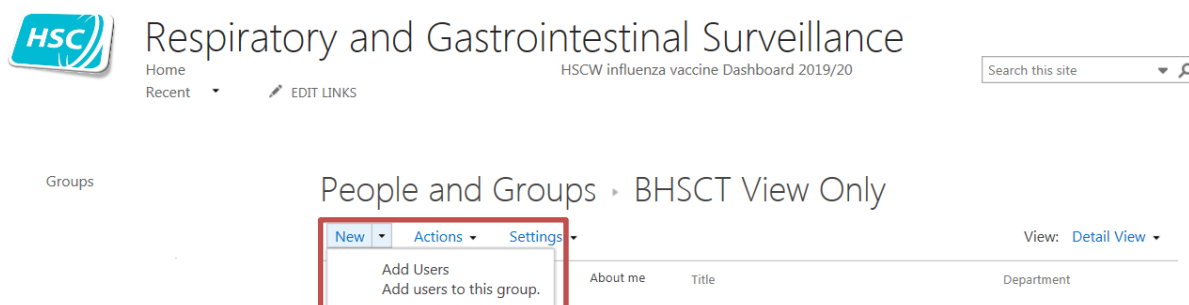 HSC
Respiratory and Gastrointestinal Surveillance
Home HSCW influenza vaccine Dashboard 2019/20
Search this site
Recent EDIT LINKS
Groups
People and Groups ▸ BHSCT View Only
New Actions Settings View: Detail View
Add Users
Add users to this group.
About me Title Department